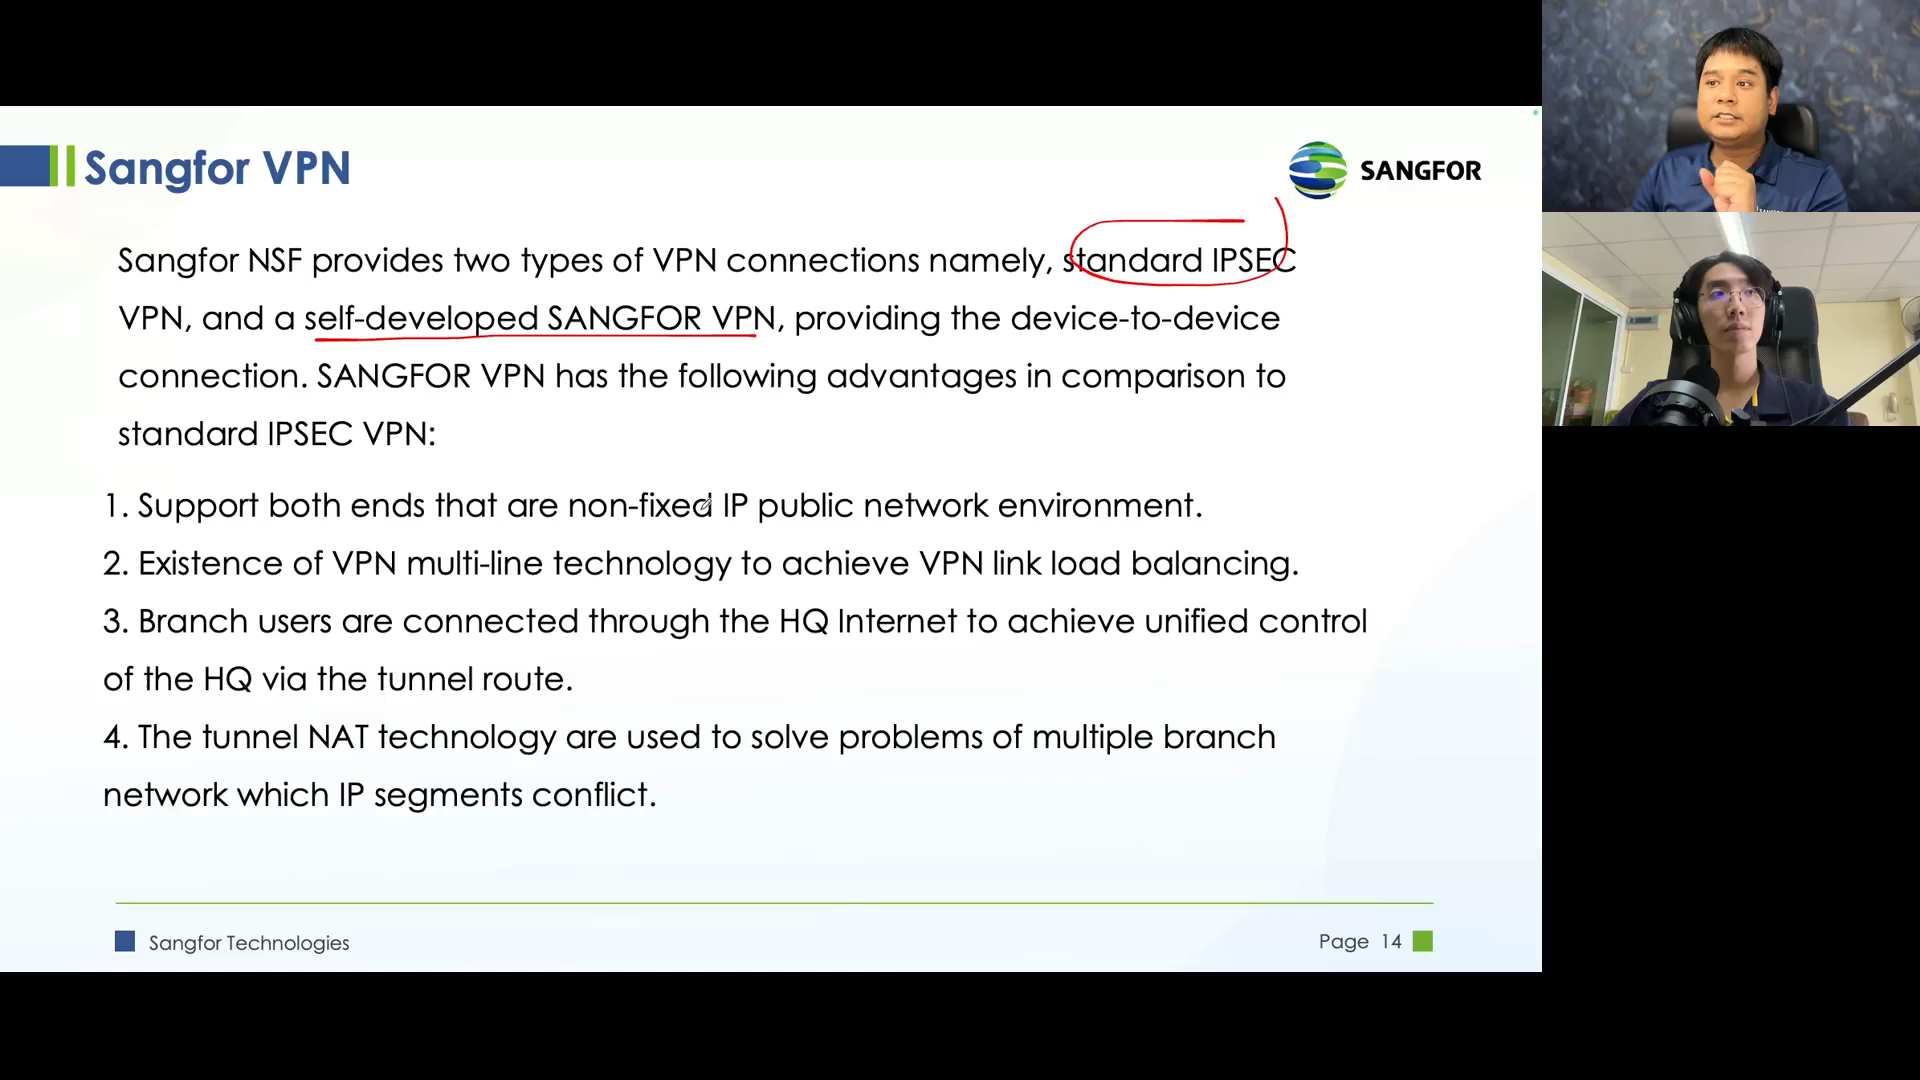 Sangfor VPN
SANGFOR
Sangfor NSF provides two types of VPN connections namely, standard IPSEC
VPN, and a self-developed SANGFOR VPN, providing the device-to-device
connection. SANGFOR VPN has the following advantages in comparison to
standard IPSEC VPN:
1. Support both ends that are non-fixed IP public network environment.
2. Existence of VPN multi-line technology to achieve VPN link load balancing.
3. Branch users are connected through the HQ Internet to achieve unified control
of the HQ via the tunnel route.
4. The tunnel NAT technology are used to solve problems of multiple branch
network which IP segments conflict.
Sangfor Technologies
Page 14